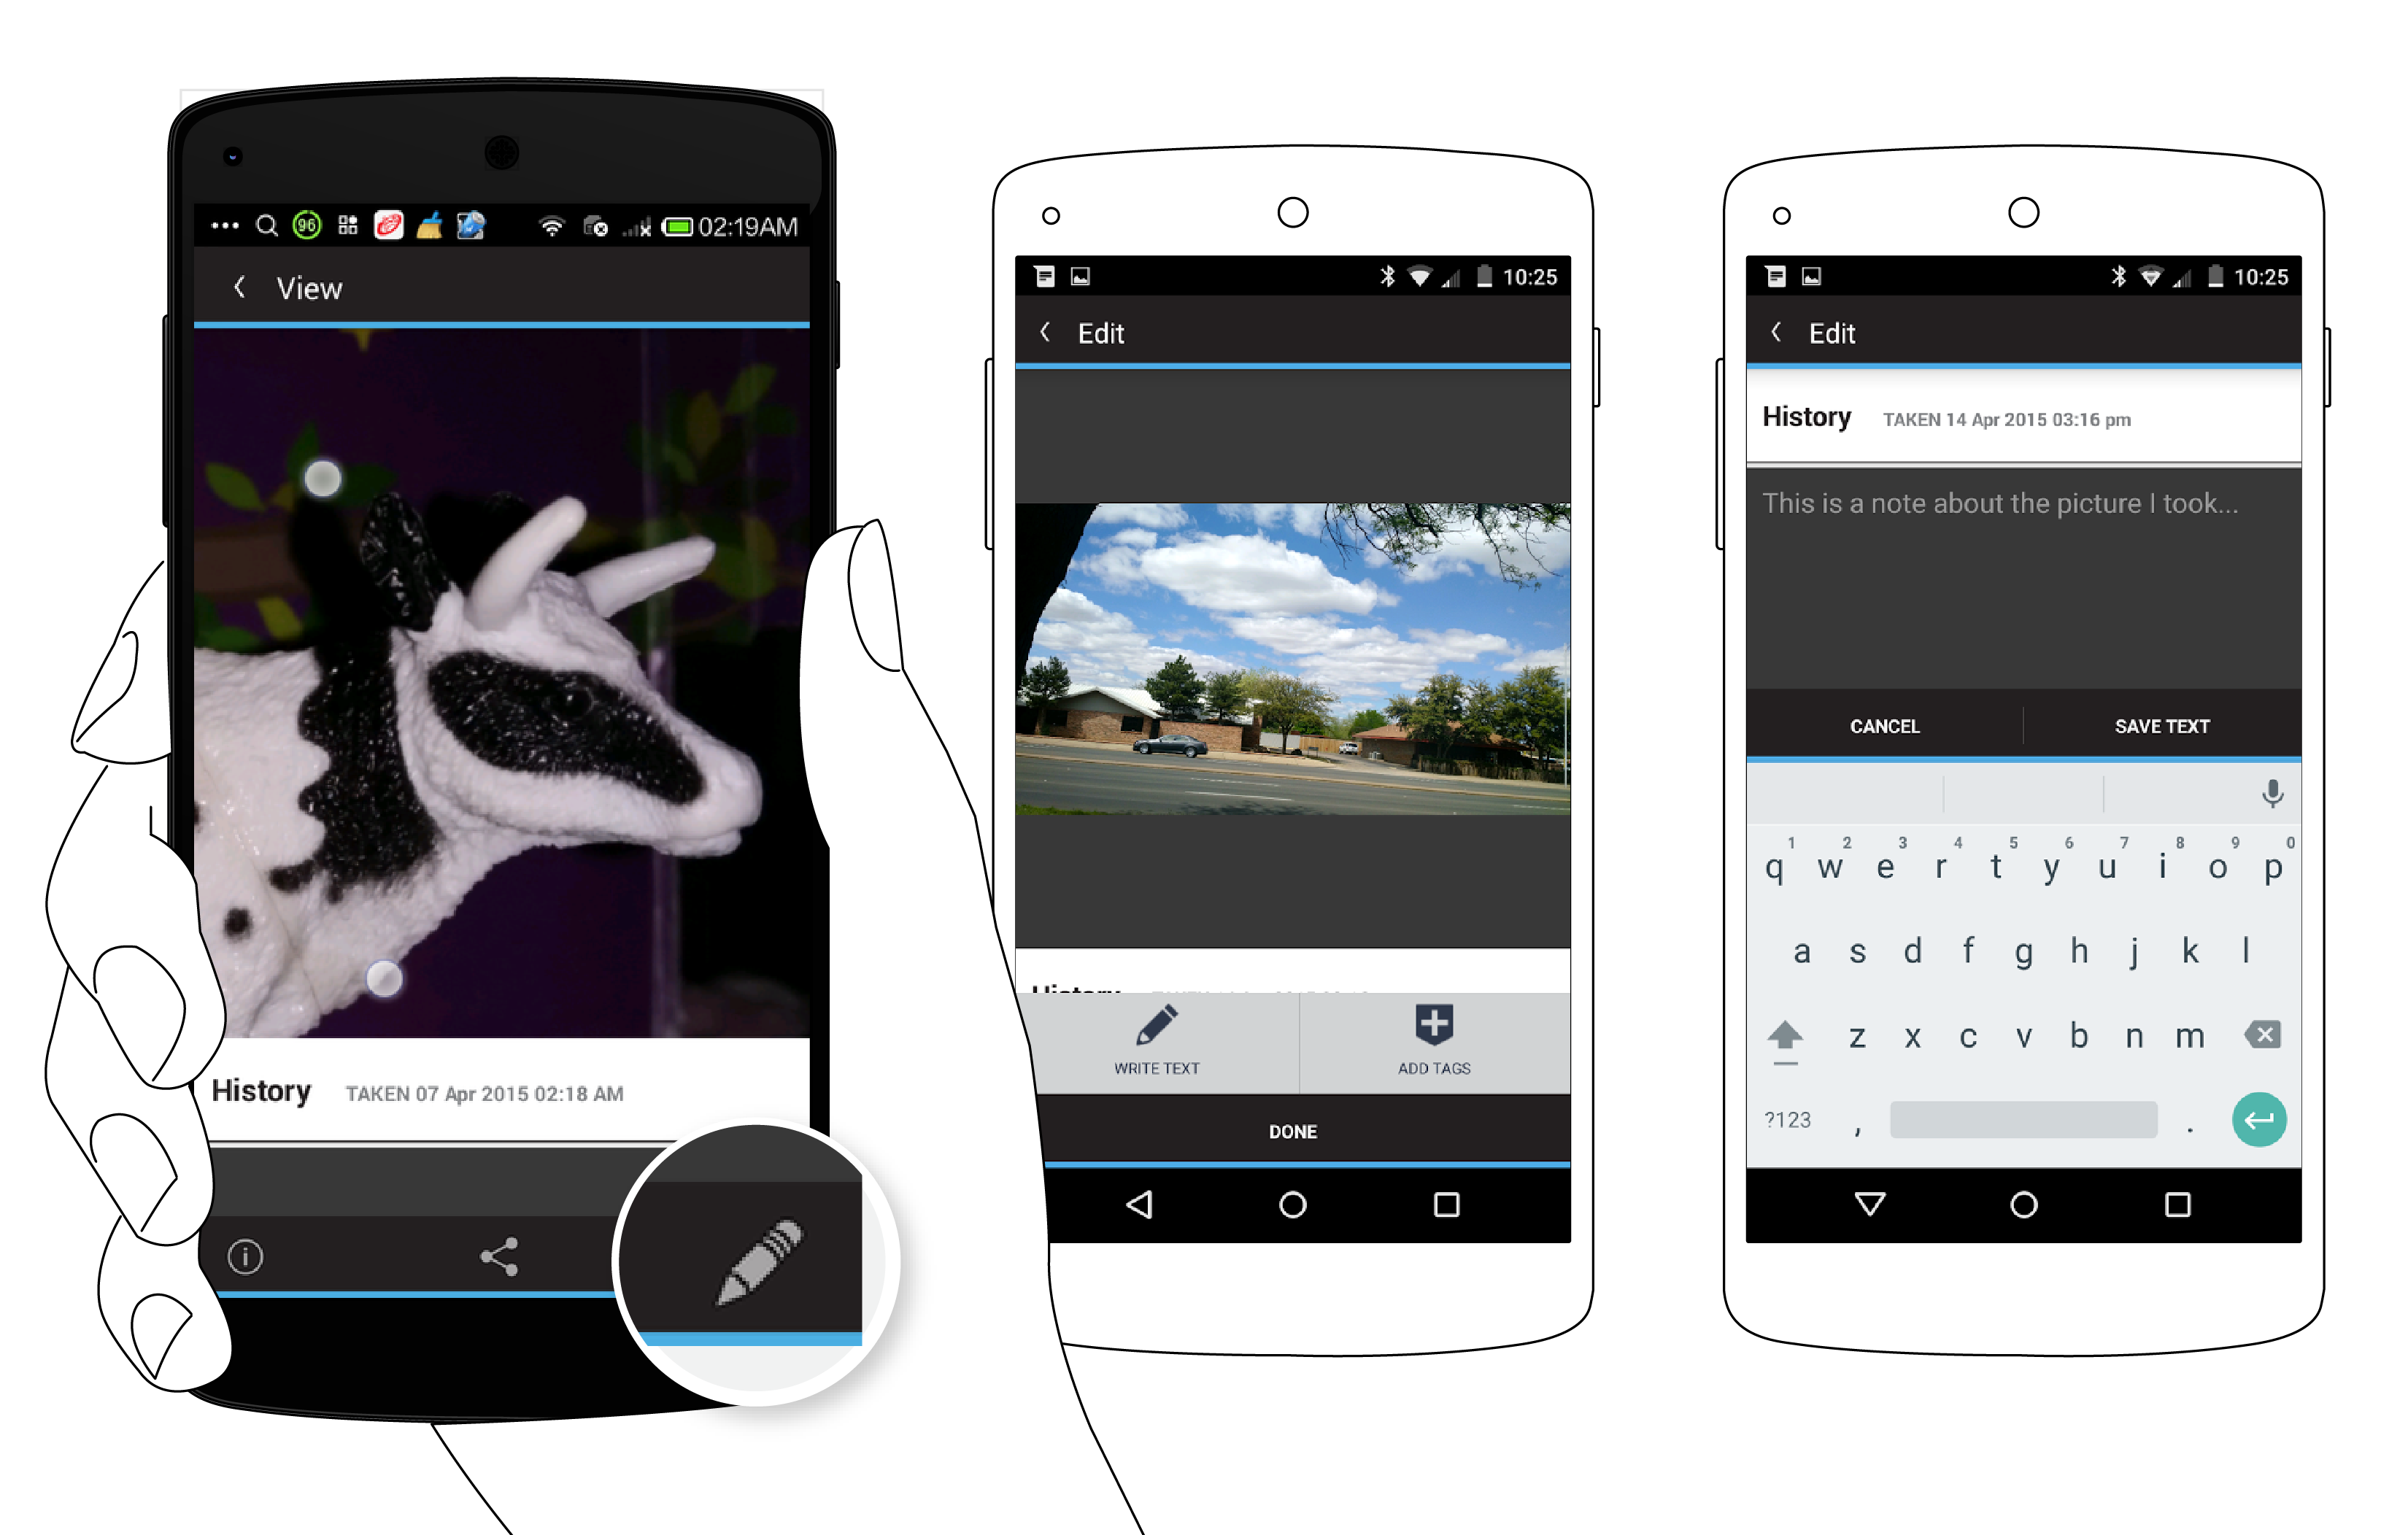 96
02:19AM
View
History TAKEN 07 Apr 2015 02:18 AM
10:25
Edit
History
WRITE TEXT ADD TAGS
DONE
10:25
Edit
History TAKEN 14 Apr 2015 03:16 pm
This is a note about the picture I took...
CANCEL SAVE TEXT
1 2 3 4 5 6 7 8 9 0
q w e r t y u i o p
a s d f g h j k l
z x c v b n m
?123 , .